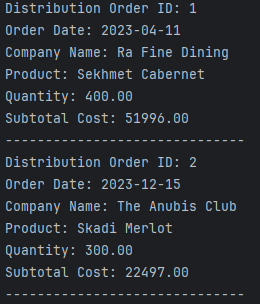 Distribution Order ID: 1
Order Date: 2023-04-11
Company Name: Ra Fine Dining
Product: Sekhmet Cabernet
Quantity: 400.00
Subtotal Cost: 51996.00
------------------------------
Distribution Order ID: 2
Order Date: 2023-12-15
Company Name: The Anubis Club
Product: Skadi Merlot
Quantity: 300.00
Subtotal Cost: 22497.00
------------------------------